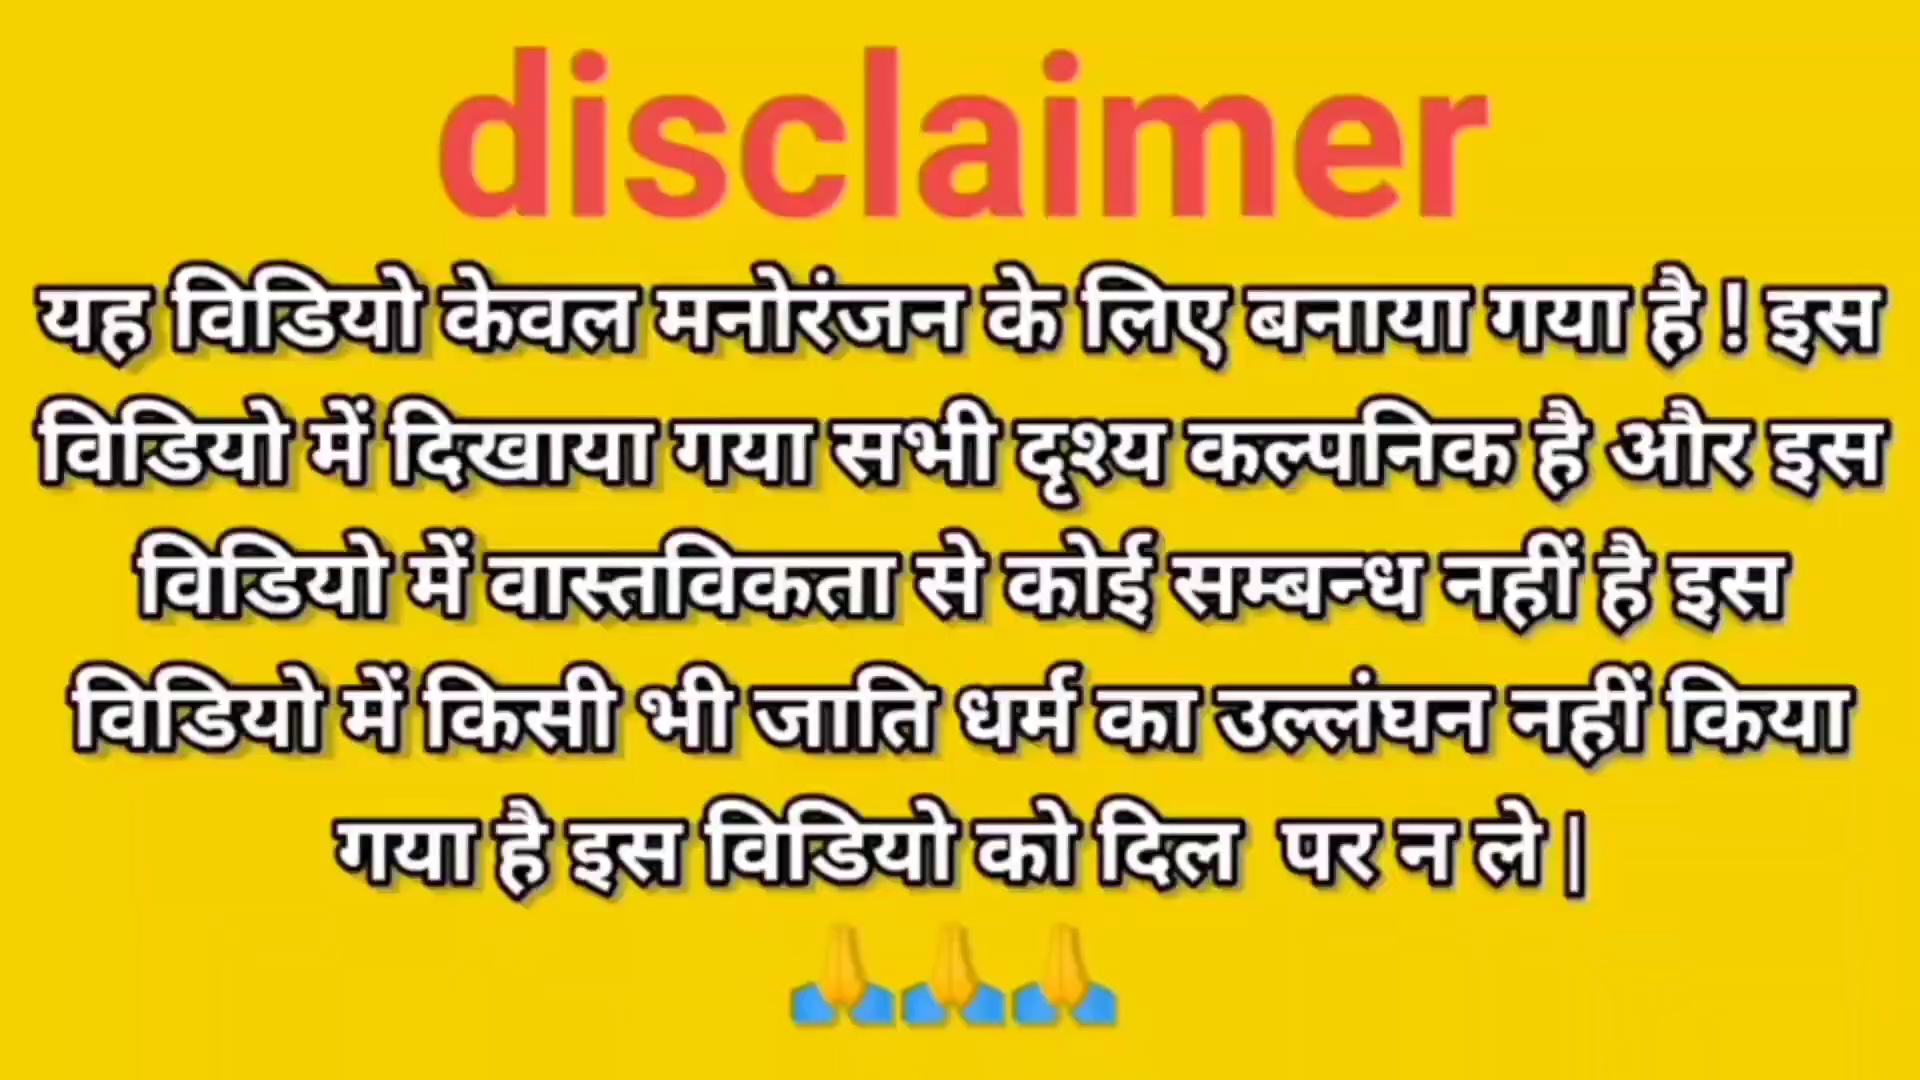 disclaimer
यह विडियो केवल मनोरंजन के लिए बनाया गया है ! इस
विडियो में दिखाया गया सभी दृश्य कल्पनिक है और इस
विडियो में वास्तविकता से कोई सम्बन्ध नहीं है इस
विडियो में किसी भी जाति धर्म का उल्लंघन नहीं किया
गया है इस विडियो को दिल पर न ले |
🙏🙏🙏